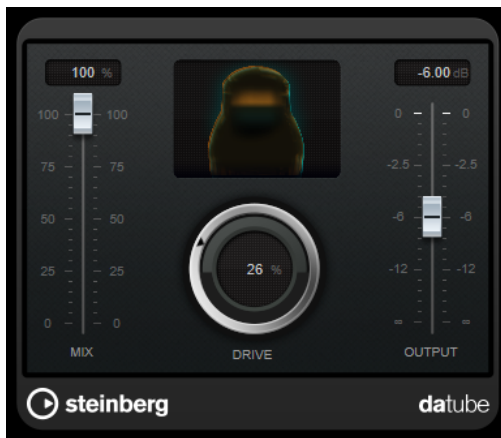 100 %
-6.00 dB
100 100 0 0
75 75 -2.5 -2.5
50 50 -6 -6
26 %
25 25 -12 -12
0 0 ∞ ∞
MIX DRIVE OUTPUT
steinberg datube